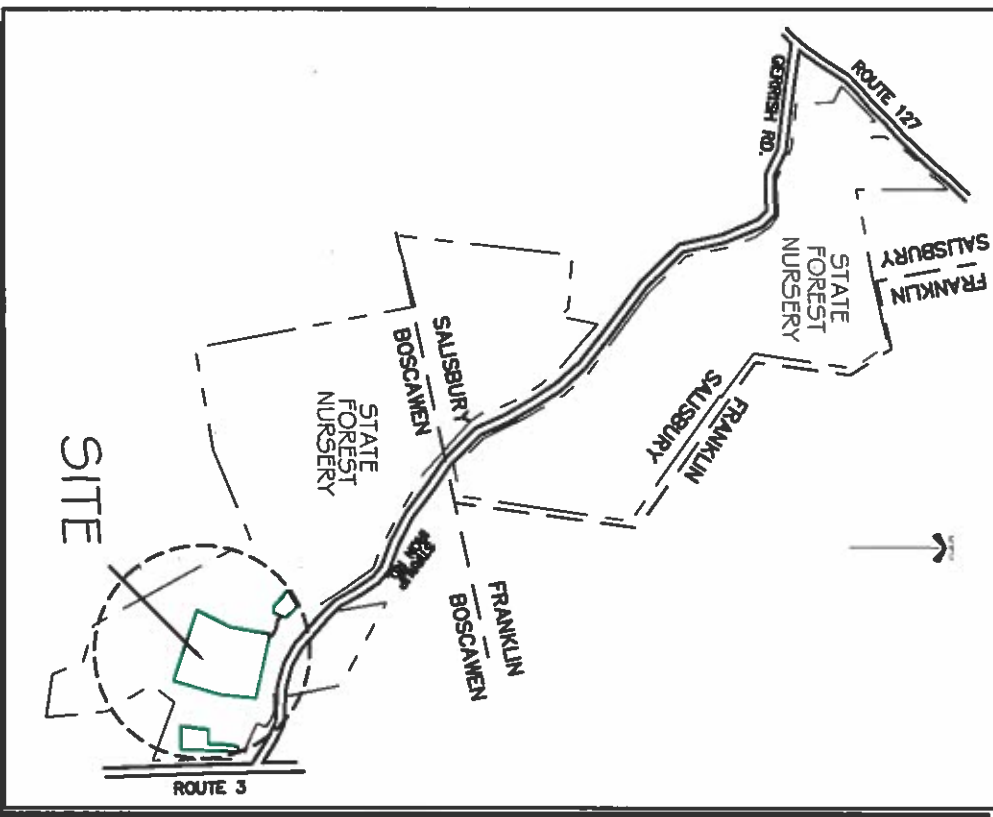 ROUTE 127
GERRISH RD.
SALISBURY
FRANKLIN
STATE
FOREST
NURSERY
SALISBURY
BOSCAWEN
FRANKLIN
SALISBURY
STATE
FOREST
NURSERY
SITE
FRANKLIN
BOSCAWEN
ROUTE 3